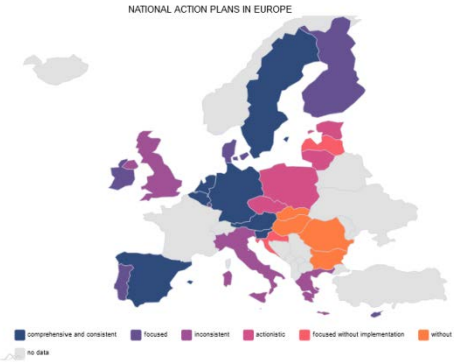 NATIONAL ACTION PLANS IN EUROPE
comprehensive and consistent focused inconsistent actionistic focused without implementation without
no data